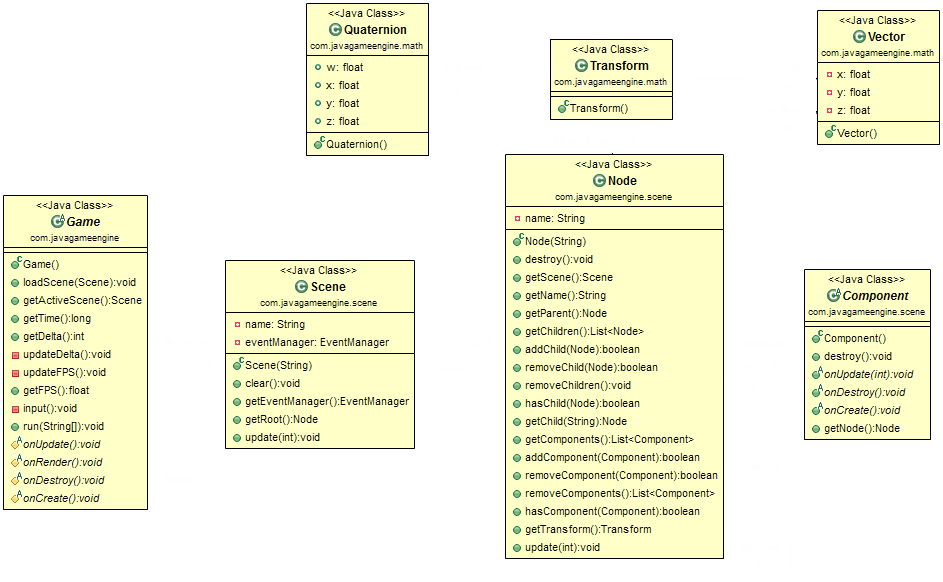 <<Java Class>>
Quaternion
com.javagameengine.math
w: float
x: float
y: float
z: float
Quaternion()
<<Java Class>>
Transform
com.javagameengine.math
Transform()
<<Java Class>>
Vector
com.javagameengine.math
x: float
y: float
z: float
Vector()
<<Java Class>>
Game
com.javagameengine
Game()
loadScene(Scene):void
getActiveScene():Scene
getTime():long
getDelta():int
updateDelta():void
updateFPS():void
getFPS():float
input():void
run(String[]):void
onUpdate():void
onRender():void
onDestroy():void
onCreate():void
<<Java Class>>
Scene
com.javagameengine.scene
name: String
eventManager: EventManager
Scene(String)
clear():void
getEventManager():EventManager
getRoot():Node
update(int):void
<<Java Class>>
Node
com.javagameengine.scene
name: String
Node(String)
destroy():void
getScene():Scene
getName():String
getParent():Node
getChildren():List<Node>
addChild(Node):boolean
removeChild(Node):boolean
removeChildren():void
hasChild(Node):boolean
getChild(String):Node
getComponents():List<Component>
addComponent(Component):boolean
removeComponent(Component):boolean
removeComponents():List<Component>
hasComponent(Component):boolean
getTransform():Transform
update(int):void
<<Java Class>>
Component
com.javagameengine.scene
Component()
destroy():void
onUpdate(int):void
onDestroy():void
onCreate():void
getNode():Node